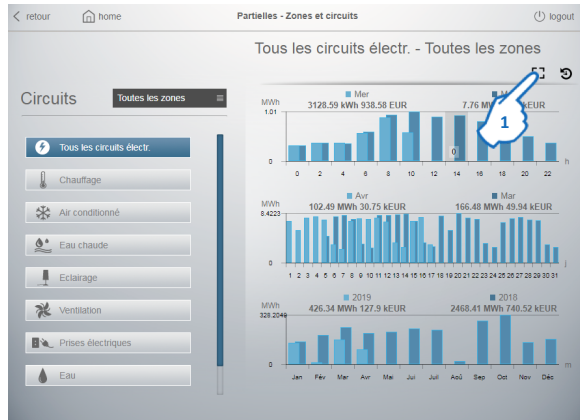 retour home Partielles - Zones et circuits logout
Tous les circuits électr. - Toutes les zones
Circuits
Toutes les zones
Tous les circuits électr.
Chauffage
Air conditionné
Eau chaude
Eclairage
Ventilation
Prises électriques
Eau
1
MWh Mer
3128.59 kWh 938.58 EUR 7.76 kEUR
1.01
0
0
0 2 4 6 8 10 12 14 16 18 20 22 h
MWh Avr Mar
102.49 MWh 30.75 kEUR 166.48 MWh 49.94 kEUR
8.4223
0
1 2 3 4 5 6 7 8 9 10 11 12 13 14 15 16 17 18 19 20 21 22 23 24 25 26 27 28 29 30 31 j
MWh 2019 2018
426.34 MWh 127.9 kEUR 2468.41 MWh 740.52 kEUR
328.2049
0
Jan Fév Mar Avr Mai Jui Juil Aoû Sep Oct Nov Déc m